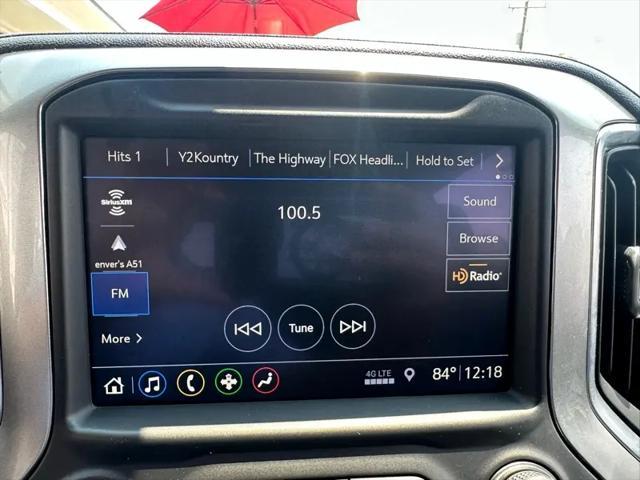 Hits 1 Y2Kountry The Highway FOX Headli... Hold to Set
SiriusXM
100.5
Sound
Browse
enver's A51
HD Radio
FM
Tune
More
4G LTE
84° 12:18